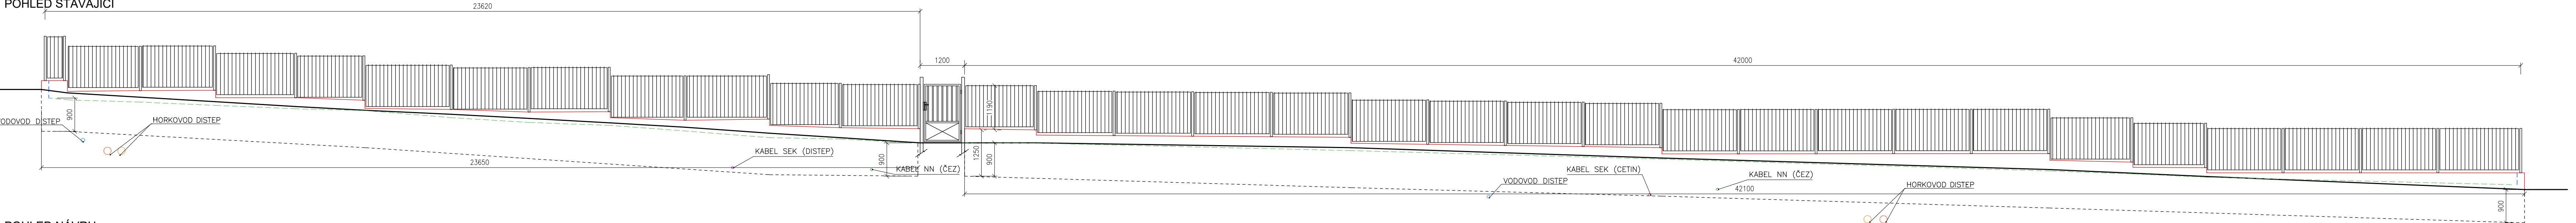 POHLED STÁVAJÍCÍ
23620
1200
42000
900
VODOVOD DISTEP
HORKOVOD DISTEP
23650
KABEL SEK (DISTEP)
900
KABEL NN (ČEZ)
1190
1250
900
VODOVOD DISTEP
KABEL SEK (CETIN)
KABEL NN (ČEZ)
42100
HORKOVOD DISTEP
900
POHLED NÁVRH